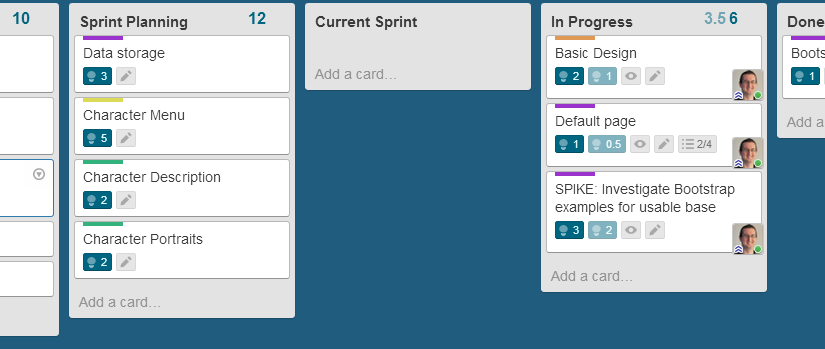 10
Sprint Planning 12
Data storage
3
Character Menu
5
Character Description
2
Character Portraits
2
Add a card...
Current Sprint
Add a card...
In Progress 3.5 6
Basic Design
2 1
Default page
1 0.5 2/4
SPIKE: Investigate Bootstrap
examples for usable base
3 2
Add a card...
Done
Boots
1
Add a